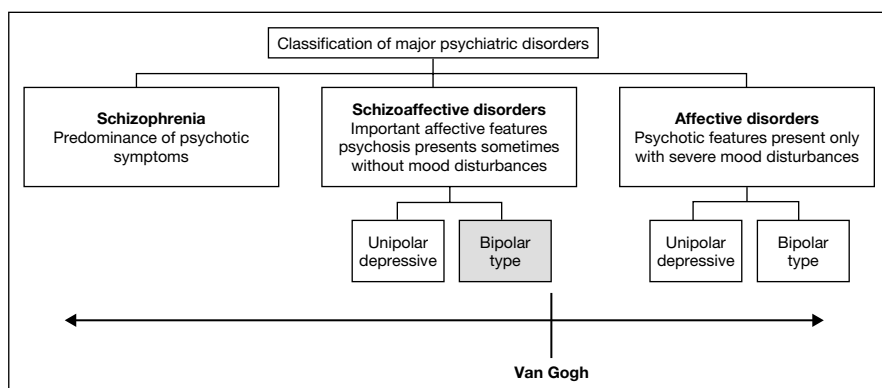 Classification of major psychiatric disorders
Schizophrenia
Predominance of psychotic
symptoms
Schizoaffective disorders
Important affective features
psychosis presents sometimes
without mood disturbances
Affective disorders
Psychotic features present only
with severe mood disturbances
Unipolar
depressive
Bipolar
type
Unipolar
depressive
Bipolar
type
Van Gogh